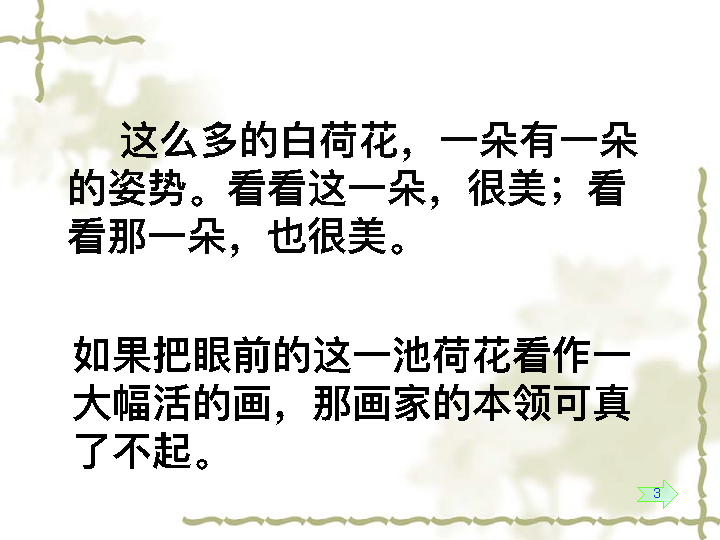 这么多的白荷花，一朵有一朵
的姿势。看看这一朵，很美；看
看那一朵，也很美。
如果把眼前的这一池荷花看作一
大幅活的画，那画家的本领可真
了不起。
3